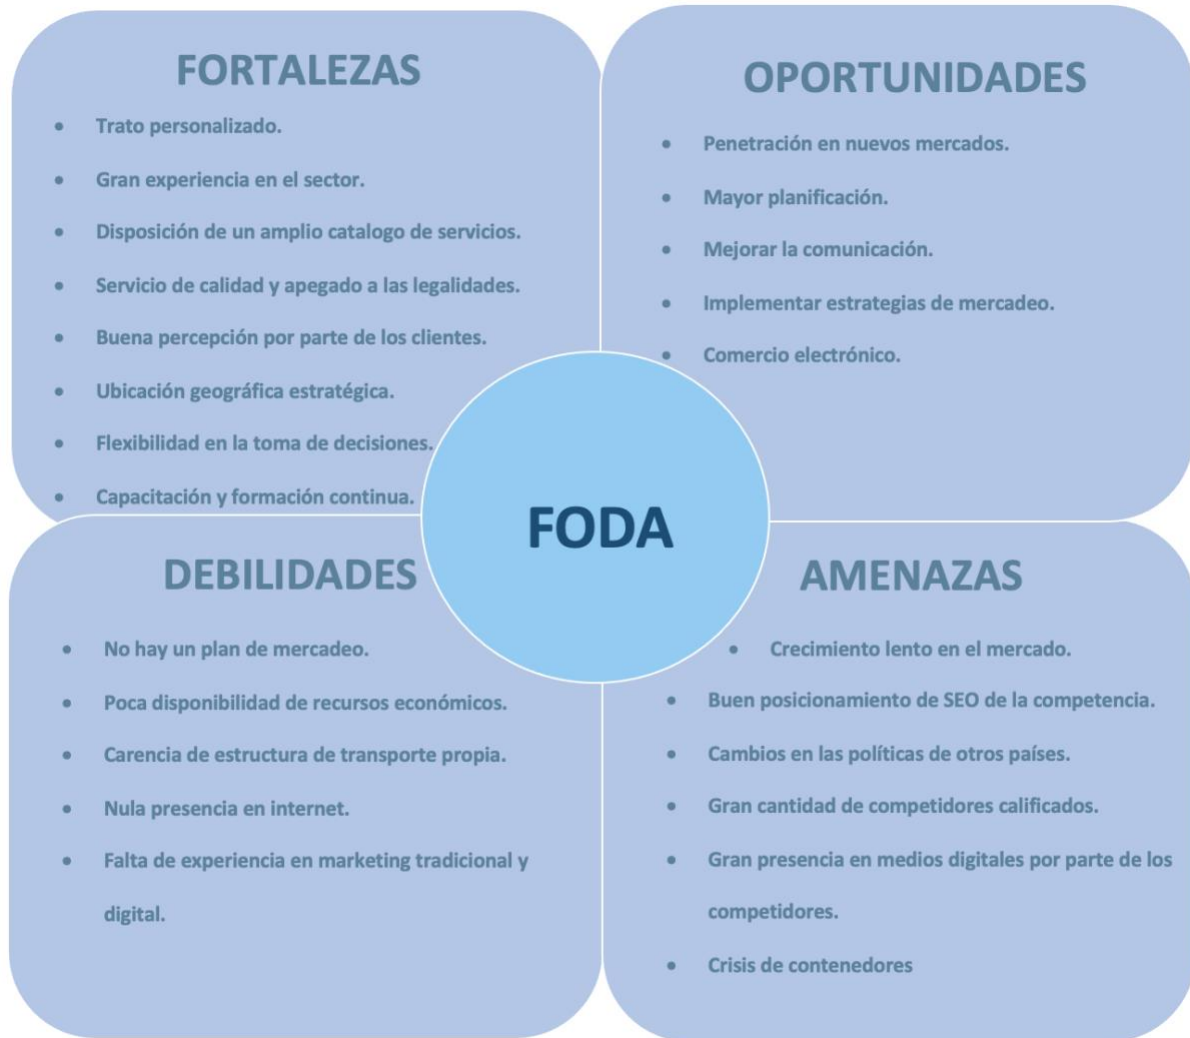 FORTALEZAS
• Trato personalizado.
• Gran experiencia en el sector.
• Disposición de un amplio catalogo de servicios.
• Servicio de calidad y apegado a las legalidades.
• Buena percepción por parte de los clientes.
• Ubicación geográfica estratégica.
• Flexibilidad en la toma de decisiones.
• Capacitación y formación continua.
OPORTUNIDADES
• Penetración en nuevos mercados.
• Mayor planificación.
• Mejorar la comunicación.
• Implementar estrategias de mercadeo.
• Comercio electrónico.
FODA
DEBILIDADES
• No hay un plan de mercadeo.
• Poca disponibilidad de recursos económicos.
• Carencia de estructura de transporte propia.
• Nula presencia en internet.
• Falta de experiencia en marketing tradicional y
digital.
AMENAZAS
• Crecimiento lento en el mercado.
• Buen posicionamiento de SEO de la competencia.
• Cambios en las políticas de otros países.
• Gran cantidad de competidores calificados.
• Gran presencia en medios digitales por parte de los
competidores.
• Crisis de contenedores